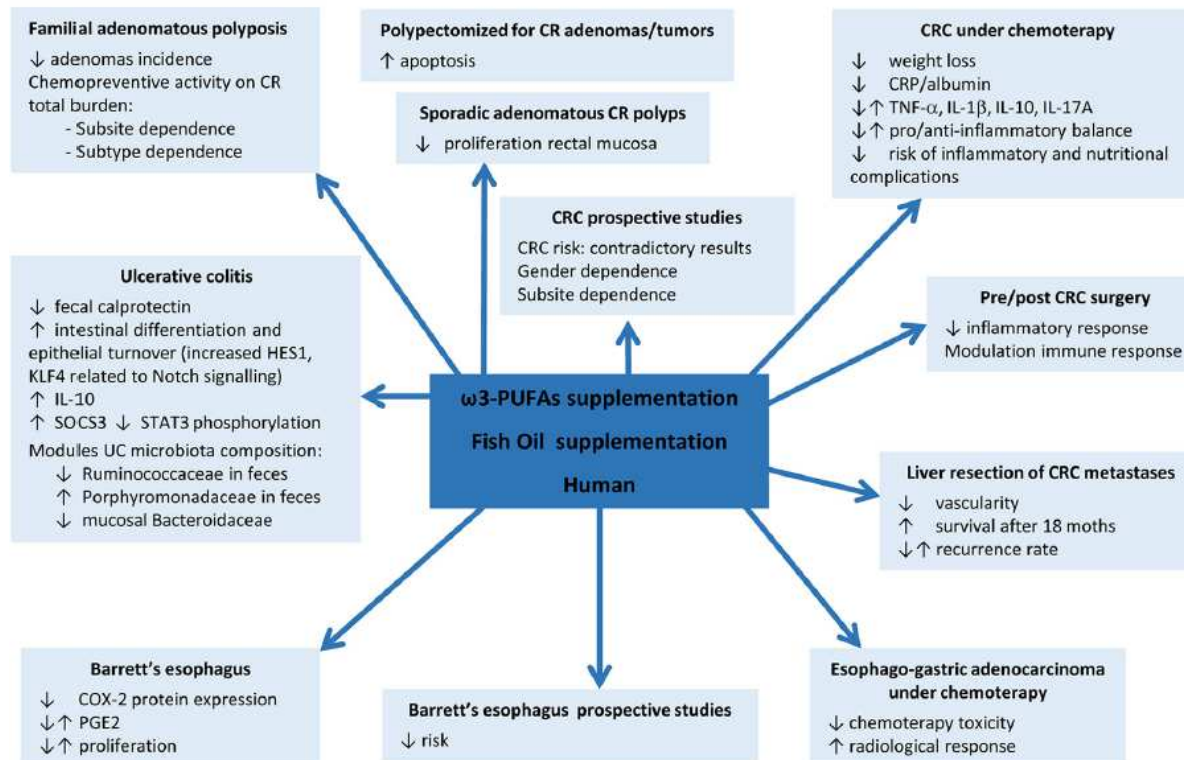 Familial adenomatous polyposis
↓ adenomas incidence
Chemopreventive activity on CR
total burden:
- Subsite dependence
- Subtype dependence
Polypectomized for CR adenomas/tumors
↑ apoptosis
Sporadic adenomatous CR polyps
↓ proliferation rectal mucosa
CRC prospective studies
CRC risk: contradictory results
Gender dependence
Subsite dependence
CRC under chemoterapy
↓ weight loss
↓ CRP/albumin
↓↑ TNF-α, IL-1β, IL-10, IL-17A
↓↑ pro/anti-inflammatory balance
↓ risk of inflammatory and nutritional
complications
Ulcerative colitis
↓ fecal calprotectin
↑ intestinal differentiation and
epithelial turnover (increased HES1,
KLF4 related to Notch signalling)
↑ IL-10
↑ SOCS3 ↓ STAT3 phosphorylation
Modules UC microbiota composition:
↓ Ruminococcaceae in feces
↑ Porphyromonadaceae in feces
↓ mucosal Bacteroidaceae
Pre/post CRC surgery
↓ inflammatory response
Modulation immune response
ω3-PUFAs supplementation
Fish Oil supplementation
Human
Liver resection of CRC metastases
↓ vascularity
↑ survival after 18 moths
↓↑ recurrence rate
Barrett's esophagus
↓ COX-2 protein expression
↓↑ PGE2
↓↑ proliferation
Barrett's esophagus prospective studies
↓ risk
Esophago-gastric adenocarcinoma
under chemotherapy
↓ chemoterapy toxicity
↑ radiological response